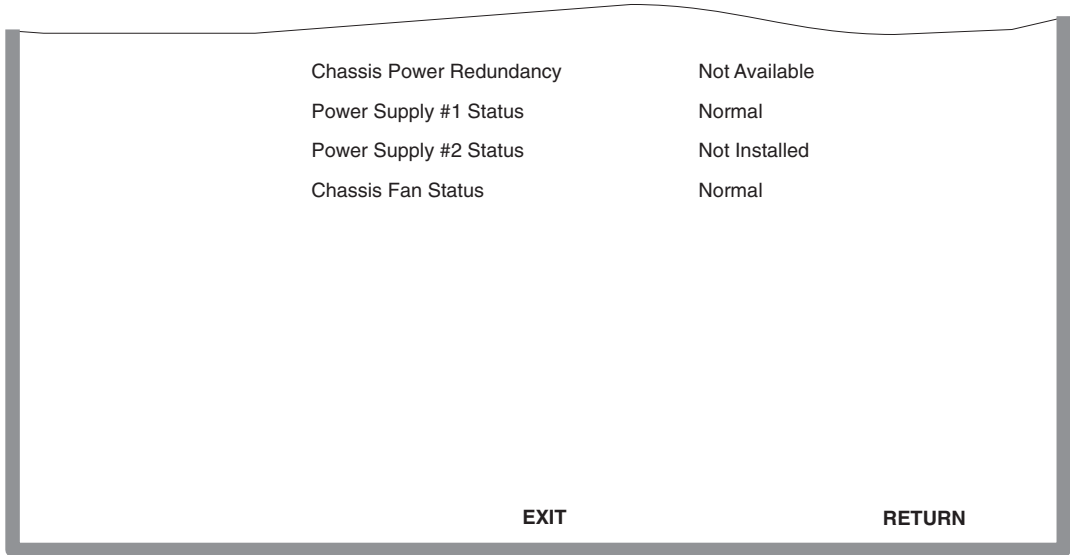 Chassis Power Redundancy Not Available
Power Supply #1 Status Normal
Power Supply #2 Status Not Installed
Chassis Fan Status Normal
EXIT RETURN